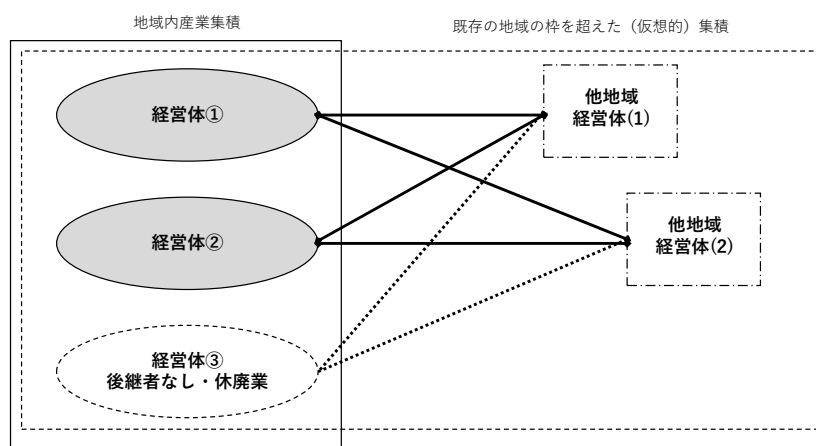 地域内産業集積
既存の地域の枠を超えた（仮想的）集積
経営体①
他地域
経営体(1)
経営体②
他地域
経営体(2)
経営体③
後継者なし・休廃業